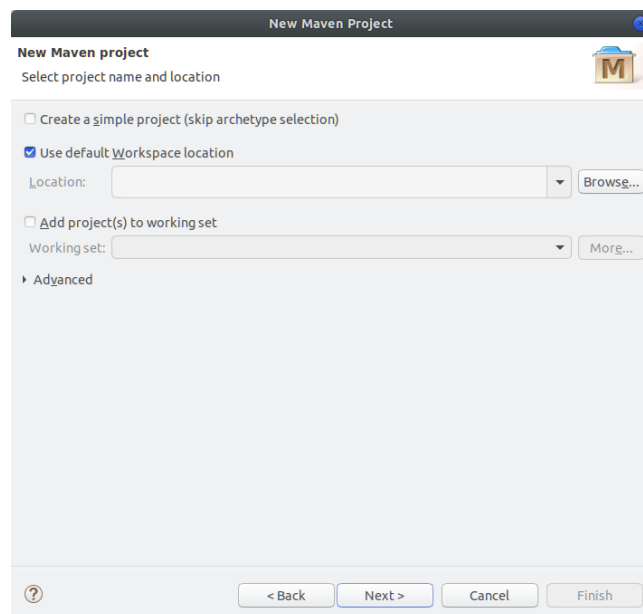 New Maven Project
New Maven project
Select project name and location
M
Create a simple project (skip archetype selection)
Use default Workspace location
Location:
Browse...
Add project(s) to working set
Working set:
More...
Advanced
?
< Back
Next >
Cancel
Finish